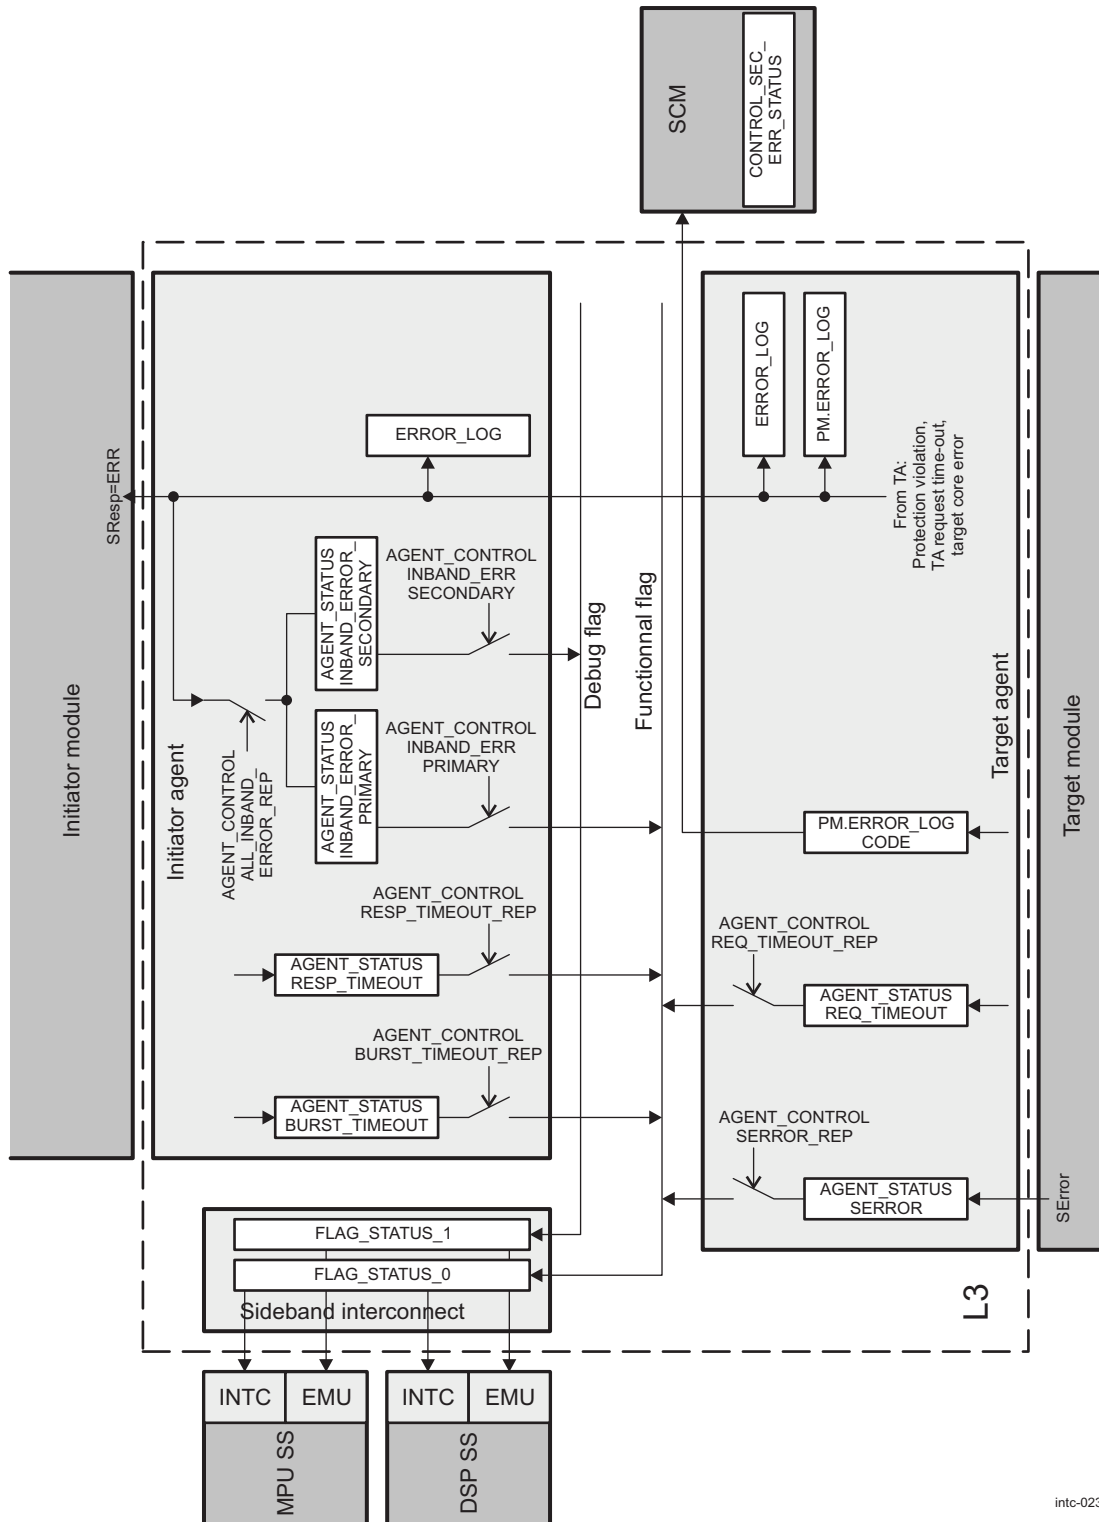 SCM
CONTROL_SEC_
ERR_STATUS
Initiator module
SResp=ERR
Initiator agent
ERROR_LOG
AGENT_STATUS
INBAND_ERROR_
SECONDARY
AGENT_CONTROL
INBAND_ERR
SECONDARY
AGENT_CONTROL
ALL_INBAND_
ERROR_REP
AGENT_STATUS
INBAND_ERROR_
PRIMARY
AGENT_CONTROL
INBAND_ERR
PRIMARY
AGENT_CONTROL
RESP_TIMEOUT_REP
AGENT_STATUS
RESP_TIMEOUT
AGENT_CONTROL
BURST_TIMEOUT_REP
AGENT_STATUS
BURST_TIMEOUT
Debug flag
Functionnal flag
ERROR_LOG
PM.ERROR_LOG
From TA:
Protection violation,
TA request time-out,
target core error
Target agent
PM.ERROR_LOG
CODE
AGENT_CONTROL
REQ_TIMEOUT_REP
AGENT_STATUS
REQ_TIMEOUT
AGENT_CONTROL
SERROR_REP
AGENT_STATUS
SERROR
Target module
SError
FLAG_STATUS_1
FLAG_STATUS_0
Sideband interconnect
L3
INTC
EMU
MPU SS
INTC
EMU
DSP SS
intc-023